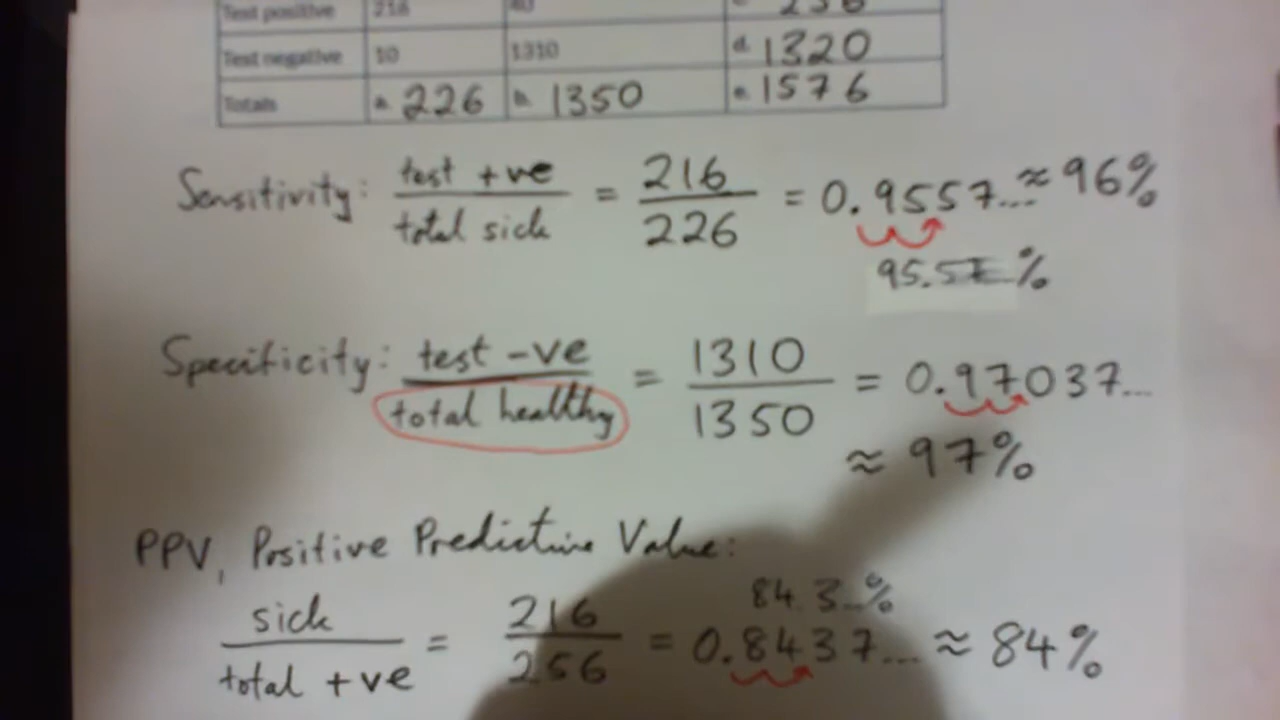 Test positive 216 40 c. 256
Test negative 10 1310 d. 1320
Totals a. 226 b. 1350 e. 1576
Sensitivity: test +ve / total sick = 216 / 226 = 0.9557... ≈ 96%
95.5 %
Specificity: test -ve / total healthy = 1310 / 1350 = 0.97037...
≈ 97%
PPV, Positive Predictive Value:
84.3...%
sick / total +ve = 216 / 256 = 0.8437... ≈ 84%